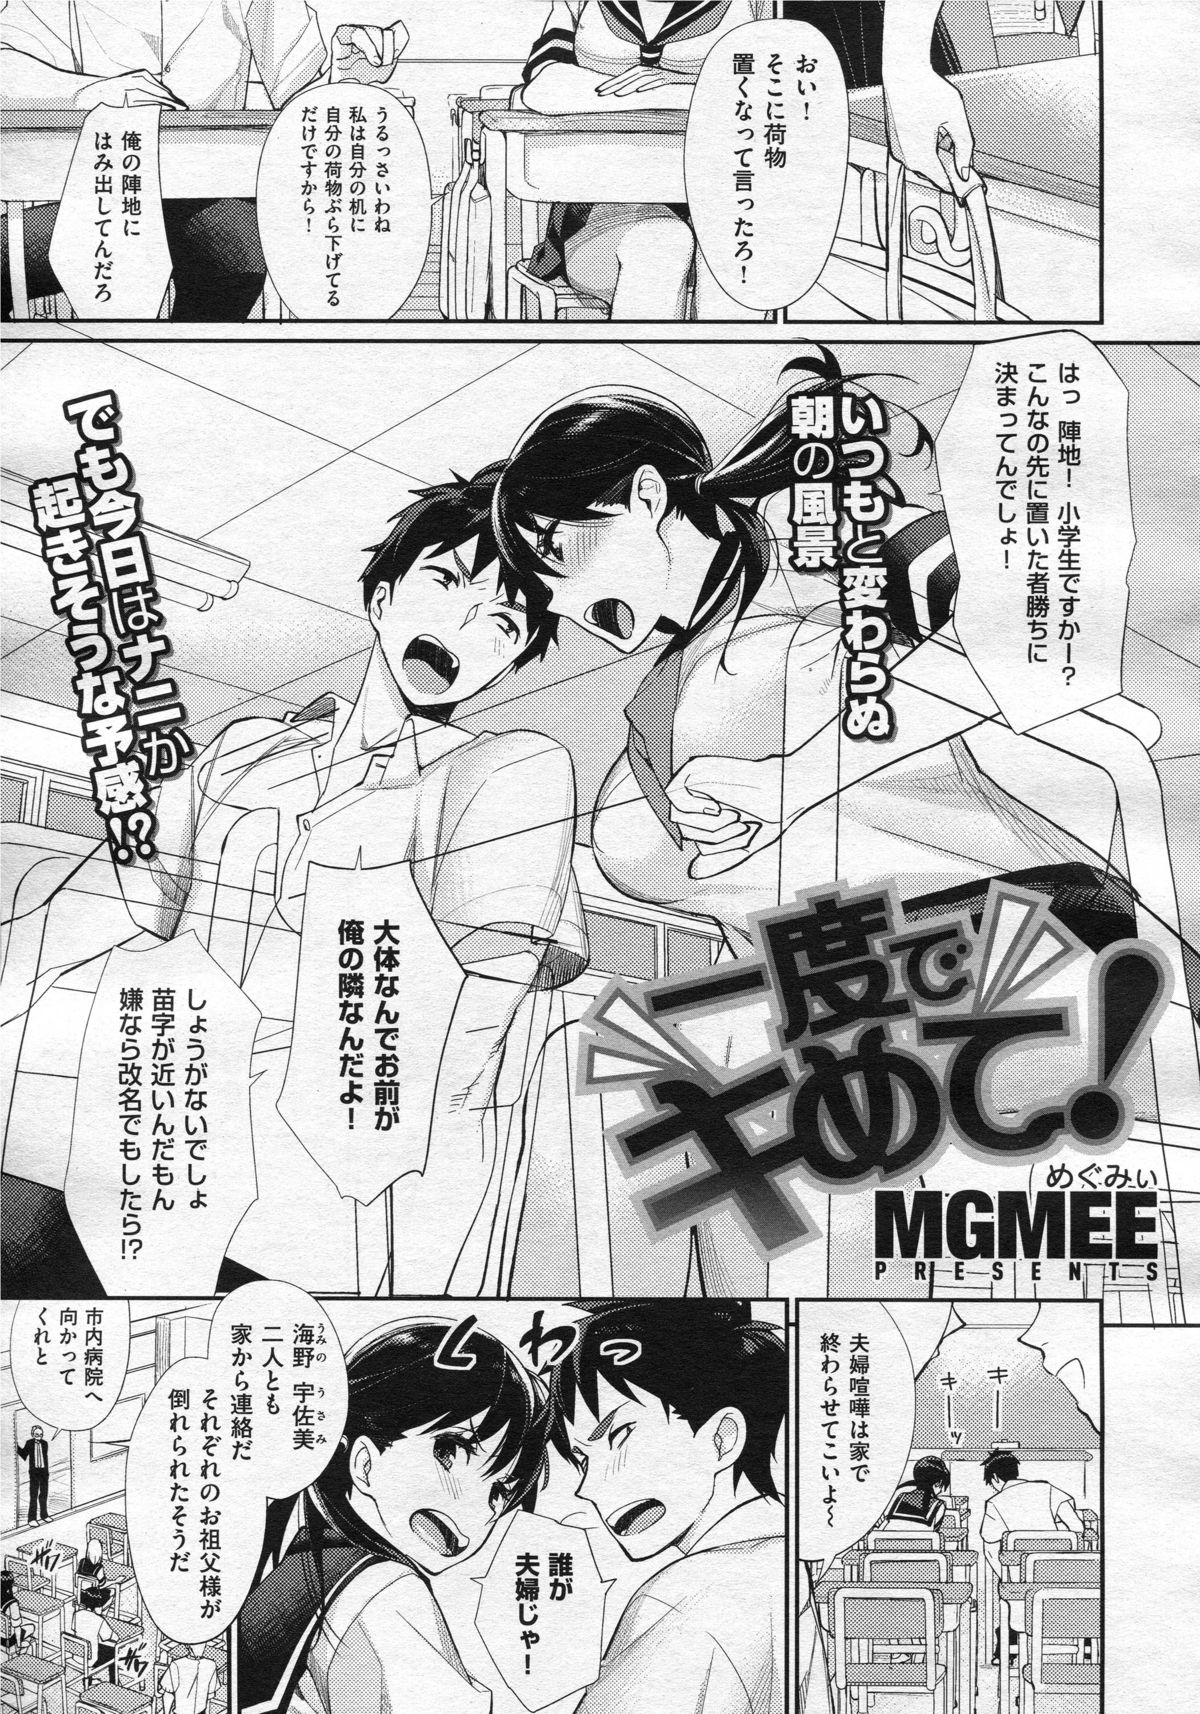 おい！
そこに荷物
置くなって言ったろ！
うるっさいわね
私は自分の机に
自分の荷物ぶら下げてる
だけですから！
俺の陣地に
はみ出してんだろ
はっ 陣地！ 小学生ですかー？
こんなの先に置いた者勝ちに
決まってんでしょ！
いつもと変わらぬ
朝の風景
でも今日はナニか
起きそうな予感！？
大体なんでお前が
俺の隣なんだよ！
しょうがないでしょ
苗字が近いんだもん
嫌なら改名でもしたら！？
一度で
キめて！
めぐみぃ
MGMEE
PRESENTS
夫婦喧嘩は家で
終わらせてこいよ〜
キーッ
キーッ
くわっ
誰が
夫婦じゃ！
海野 宇佐美
うみの うさみ
二人とも
家から連絡だ
それぞれのお祖父様が
倒れられたそうだ
市内病院へ
向かって
くれと
ザワ
ザワ